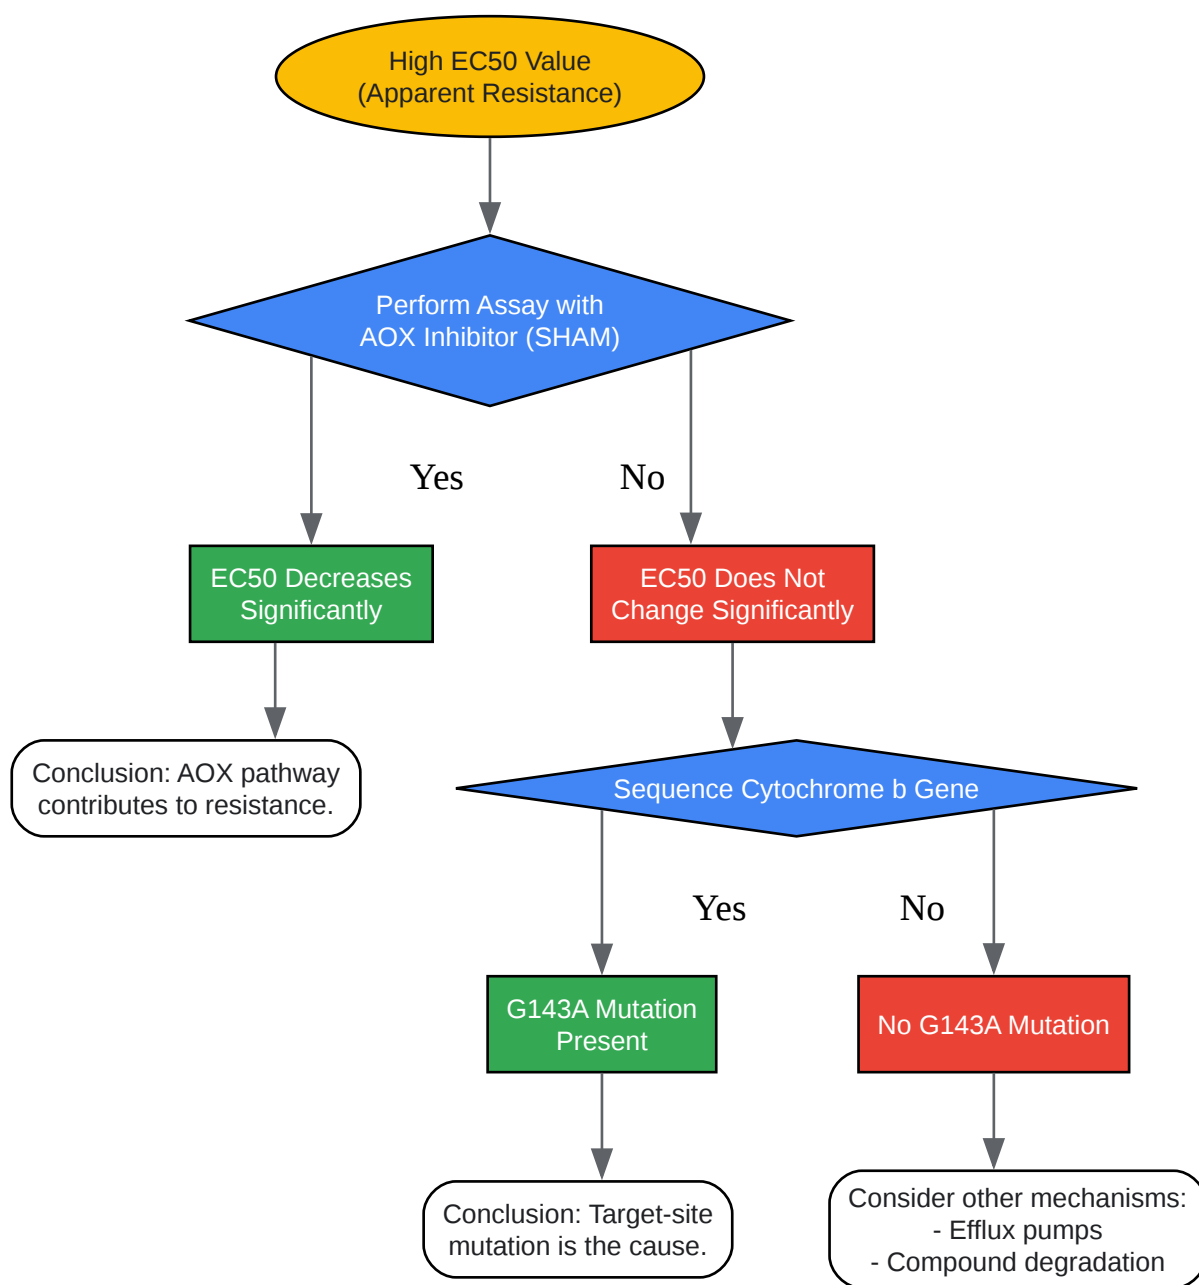 High EC50 Value
(Apparent Resistance)
Perform Assay with
AOX Inhibitor (SHAM)
Yes
No
EC50 Decreases
Significantly
EC50 Does Not
Change Significantly
Conclusion: AOX pathway
contributes to resistance.
Sequence Cytochrome b Gene
Yes
No
G143A Mutation
Present
No G143A Mutation
Conclusion: Target-site
mutation is the cause.
Consider other mechanisms:
- Efflux pumps
- Compound degradation